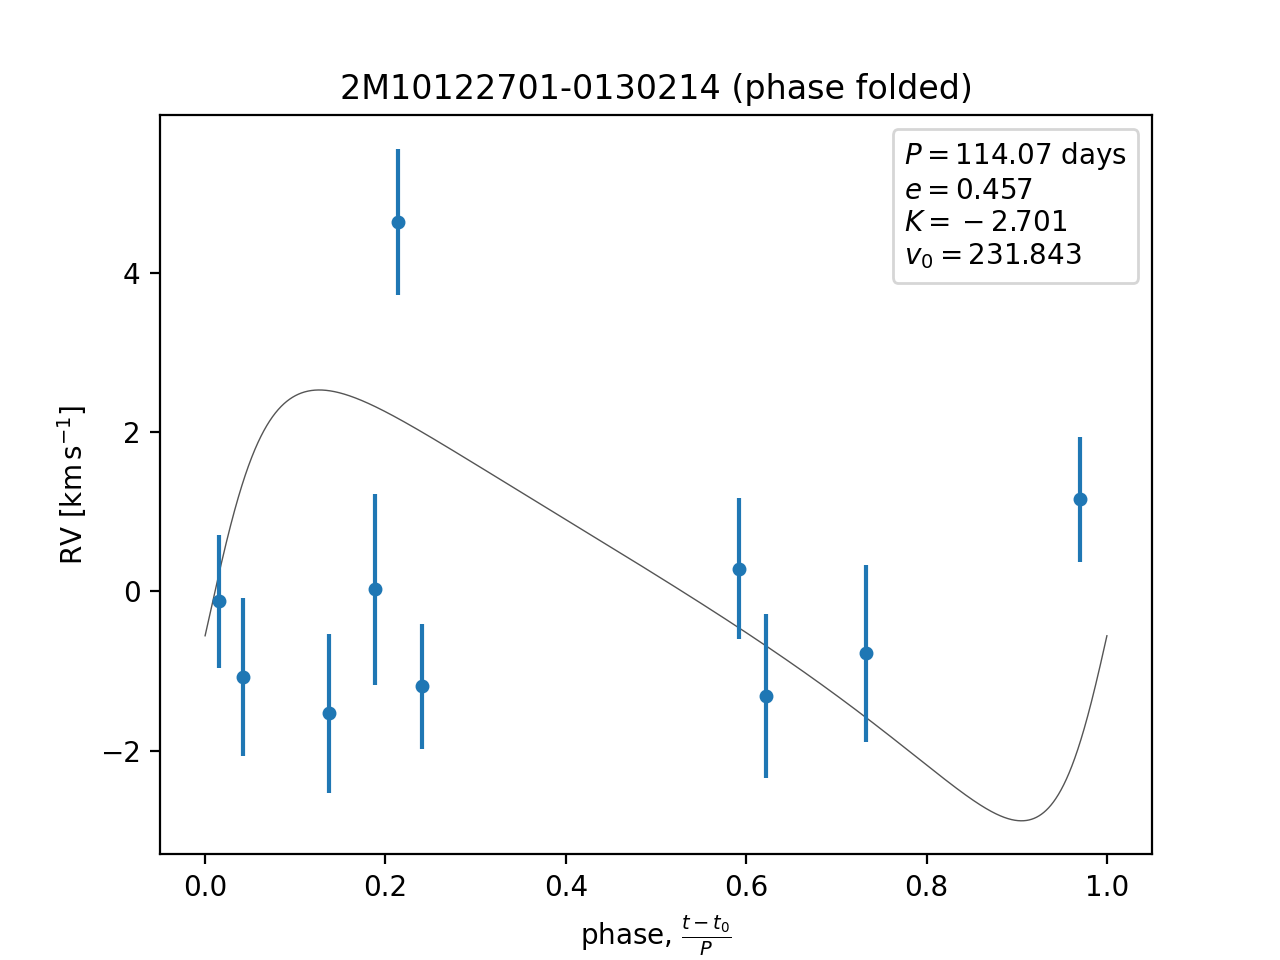 2M10122701-0130214 (phase folded)
P = 114.07 days
e = 0.457
K = −2.701
v₀ = 231.843
RV [km s⁻¹]
4
2
0
−2
0.0 0.2 0.4 0.6 0.8 1.0
phase, (t − t₀)/P